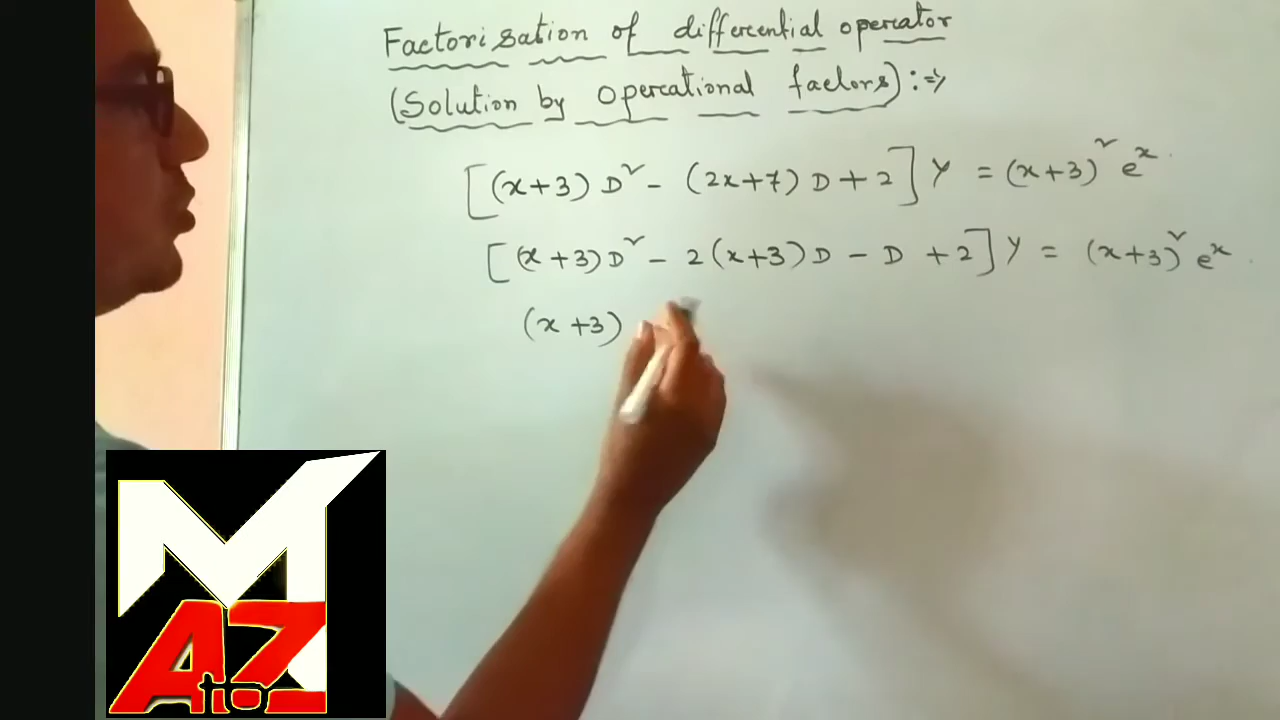 Factorisation of differential operator
(Solution by operational factors) :⇒
[(x+3) D² - (2x+7) D + 2] y = (x+3)² eˣ
[(x+3)D² - 2(x+3)D - D + 2] y = (x+3)² eˣ
(x+3)
M
A to Z